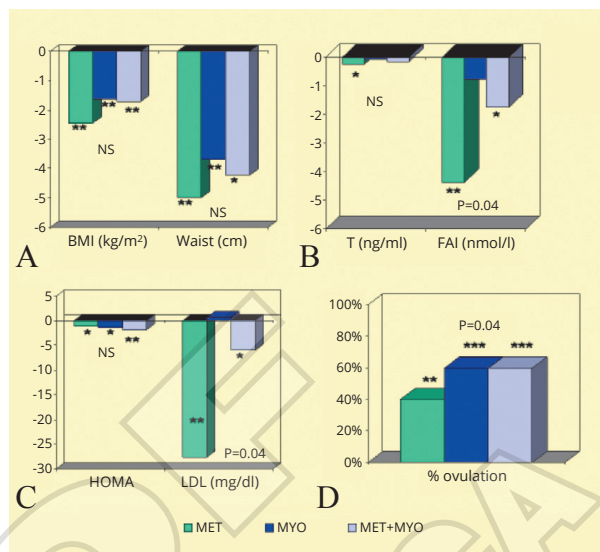 0
-1
-2
-3
-4
-5
-6
**
**
**
NS
**
**
*
NS
BMI (kg/m²)
Waist (cm)
A
0
-1
-2
-3
-4
-5
-6
*
NS
**
*
P=0.04
T (ng/ml)
FAI (nmol/l)
B
5
0
-5
-10
-15
-20
-25
-30
*
*
**
NS
**
*
P=0.04
HOMA
LDL (mg/dl)
C
100%
80%
60%
40%
20%
0%
P=0.04
**
***
***
% ovulation
D
MET
MYO
MET+MYO